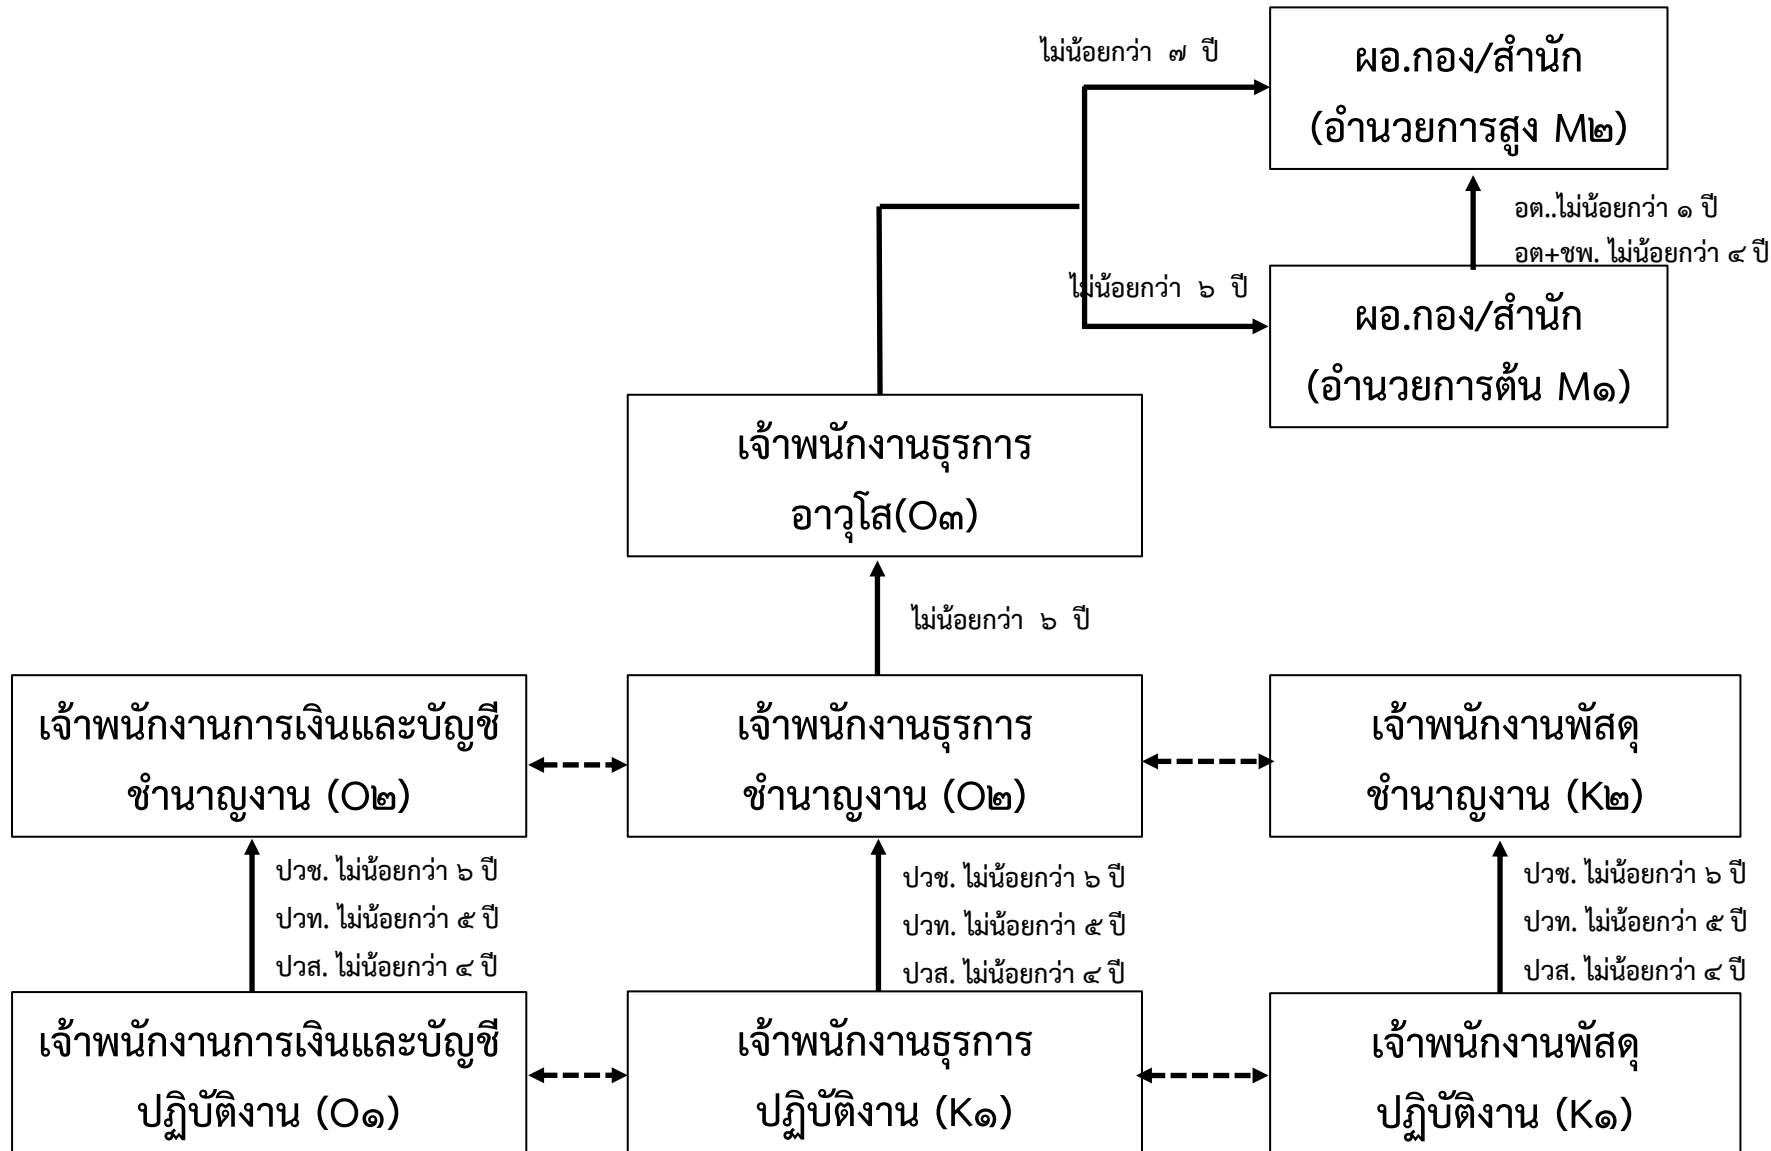 ไม่น้อยกว่า ๗ ปี
ผอ.กอง/สำนัก
(อำนวยการสูง M๒)
อต..ไม่น้อยกว่า ๑ ปี
อต+ชพ. ไม่น้อยกว่า ๔ ปี
ไม่น้อยกว่า ๖ ปี
ผอ.กอง/สำนัก
(อำนวยการต้น M๑)
เจ้าพนักงานธุรการ
อาวุโส(O๓)
ไม่น้อยกว่า ๖ ปี
เจ้าพนักงานการเงินและบัญชี
ชำนาญงาน (O๒)
เจ้าพนักงานธุรการ
ชำนาญงาน (O๒)
เจ้าพนักงานพัสดุ
ชำนาญงาน (K๒)
ปวช. ไม่น้อยกว่า ๖ ปี
ปวท. ไม่น้อยกว่า ๕ ปี
ปวส. ไม่น้อยกว่า ๔ ปี
ปวช. ไม่น้อยกว่า ๖ ปี
ปวท. ไม่น้อยกว่า ๕ ปี
ปวส. ไม่น้อยกว่า ๔ ปี
ปวช. ไม่น้อยกว่า ๖ ปี
ปวท. ไม่น้อยกว่า ๕ ปี
ปวส. ไม่น้อยกว่า ๔ ปี
เจ้าพนักงานการเงินและบัญชี
ปฏิบัติงาน (O๑)
เจ้าพนักงานธุรการ
ปฏิบัติงาน (K๑)
เจ้าพนักงานพัสดุ
ปฏิบัติงาน (K๑)